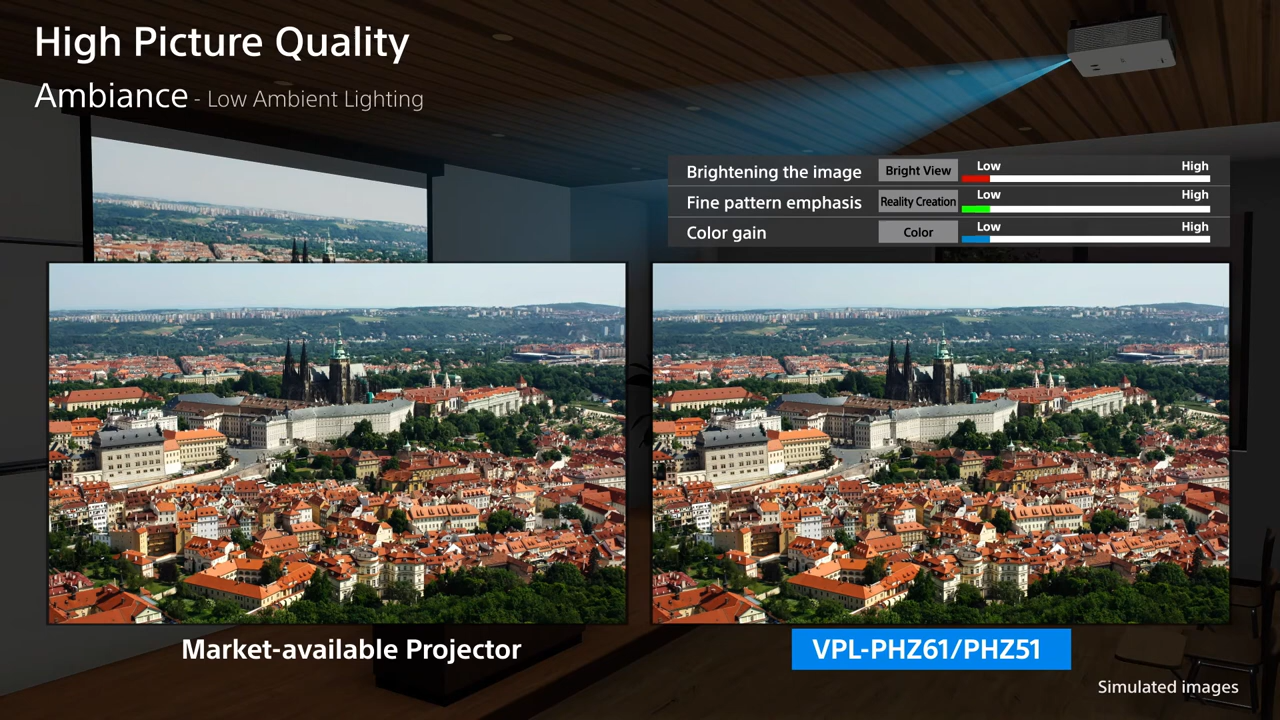 High Picture Quality
Ambiance - Low Ambient Lighting
Brightening the image Bright View Low High
Fine pattern emphasis Reality Creation Low High
Color gain Color Low High
Market-available Projector
VPL-PHZ61/PHZ51
Simulated images